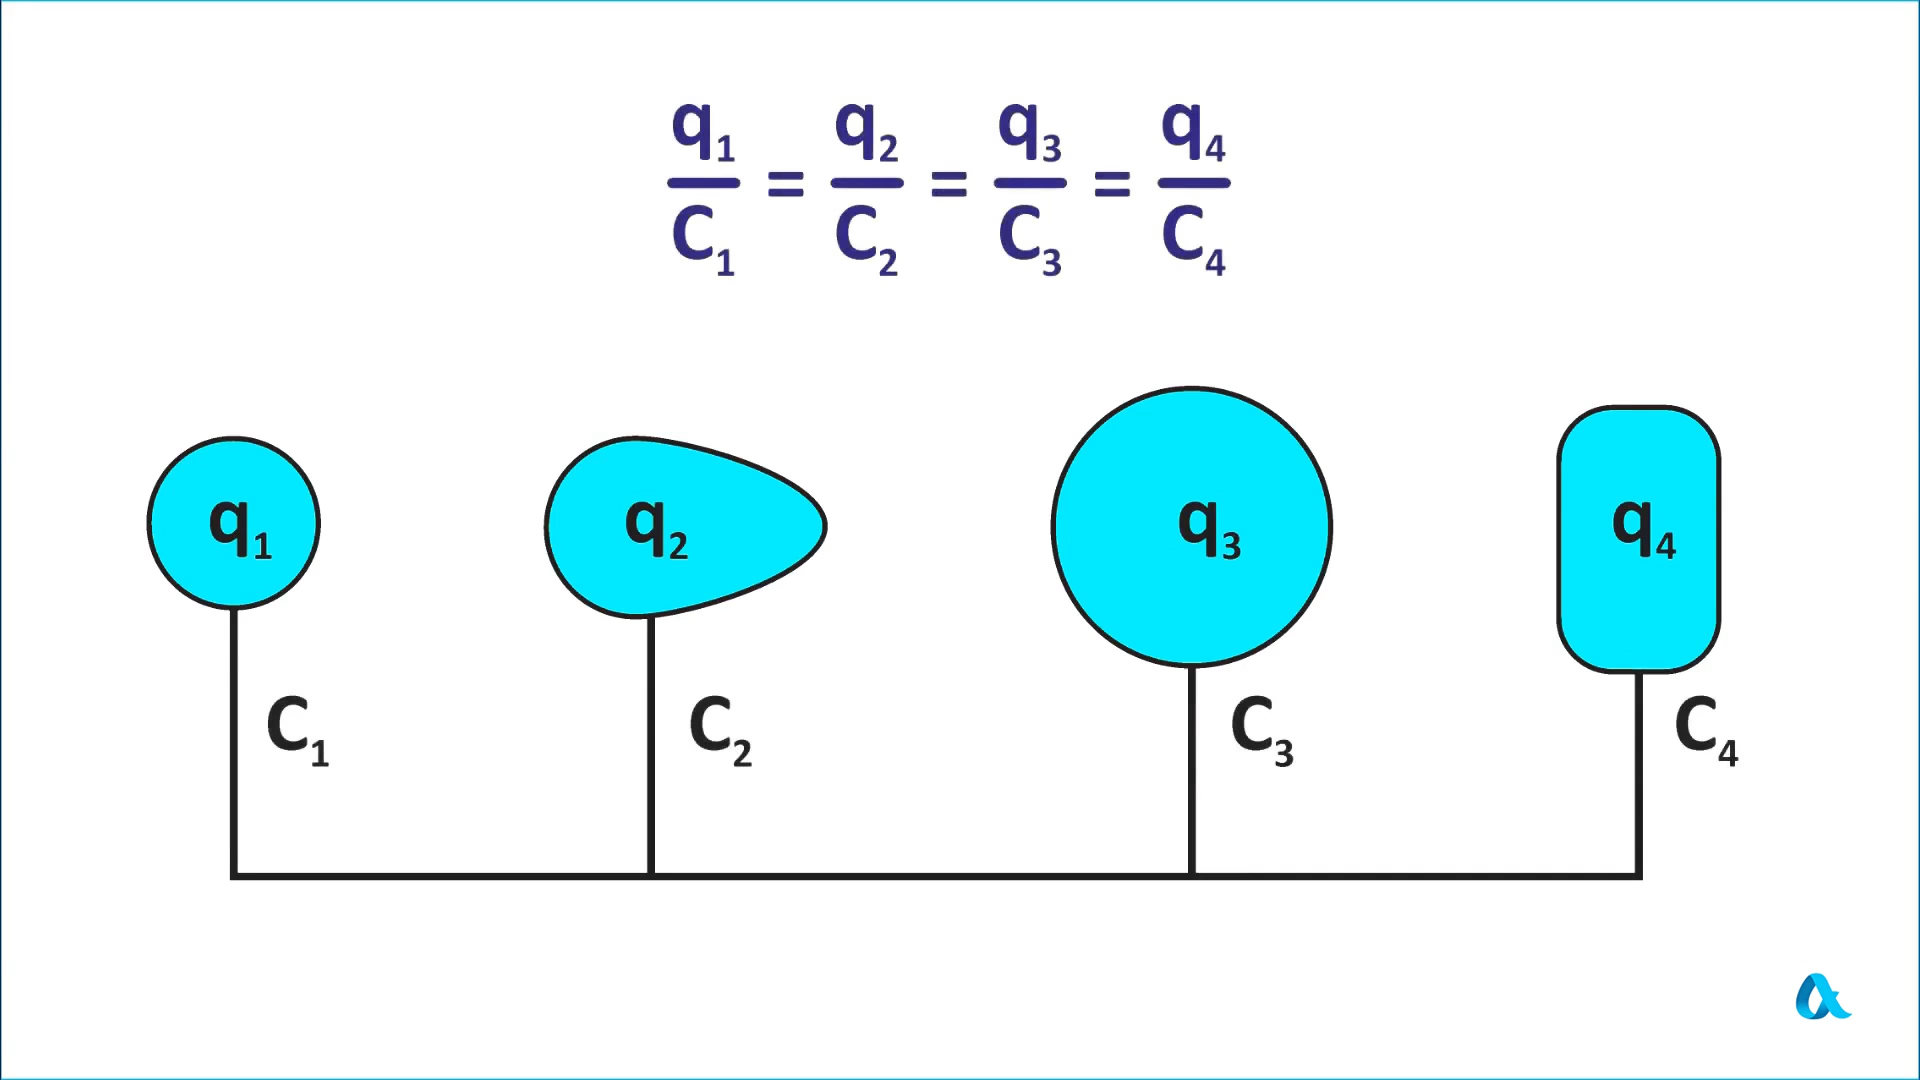 q₁/C₁ = q₂/C₂ = q₃/C₃ = q₄/C₄
q₁ q₂ q₃ q₄
C₁ C₂ C₃ C₄